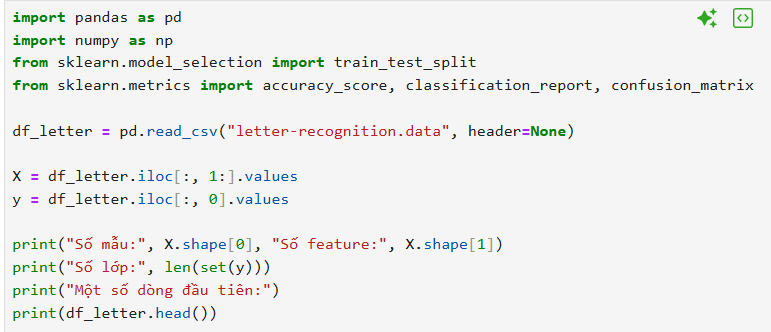 import pandas as pd
import numpy as np
from sklearn.model_selection import train_test_split
from sklearn.metrics import accuracy_score, classification_report, confusion_matrix
df_letter = pd.read_csv("letter-recognition.data", header=None)
X = df_letter.iloc[:, 1:].values
y = df_letter.iloc[:, 0].values
print("Số mẫu:", X.shape[0], "Số feature:", X.shape[1])
print("Số lớp:", len(set(y)))
print("Một số dòng đầu tiên:")
print(df_letter.head())